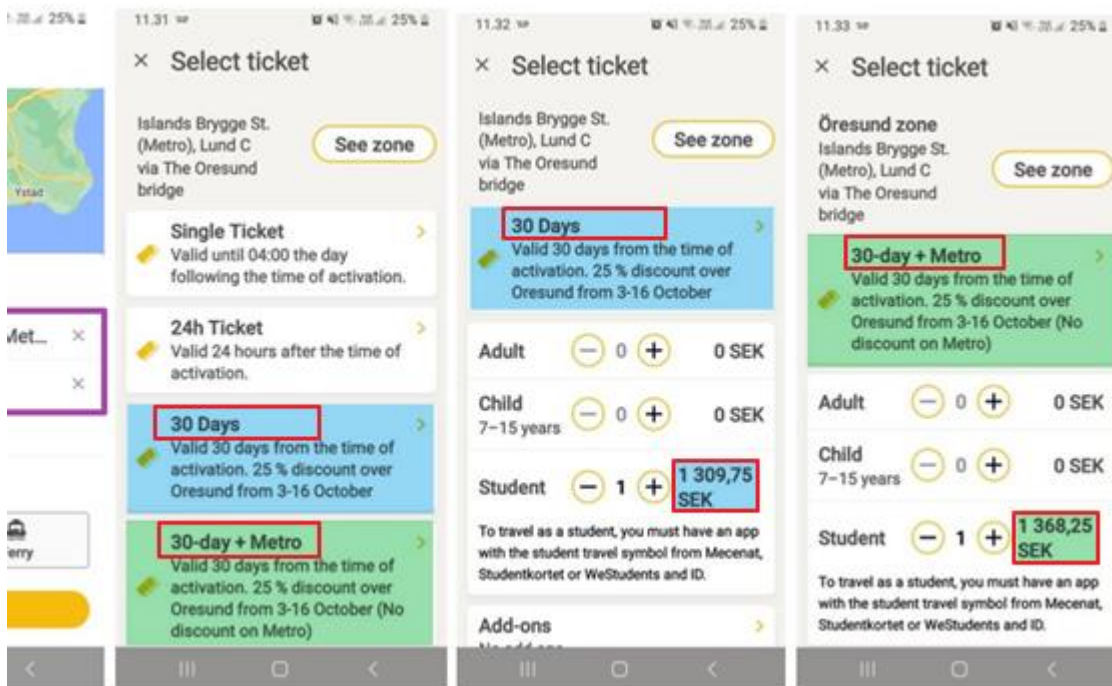 25%
Ystad
Met...
erry
11.31
25%
× Select ticket
Islands Brygge St.
(Metro), Lund C
via The Oresund
bridge
See zone
Single Ticket
Valid until 04:00 the day
following the time of activation.
24h Ticket
Valid 24 hours after the time of
activation.
30 Days
Valid 30 days from the time of
activation. 25 % discount over
Oresund from 3-16 October
30-day + Metro
Valid 30 days from the time of
activation. 25 % discount over
Oresund from 3-16 October (No
discount on Metro)
11.32
25%
× Select ticket
Islands Brygge St.
(Metro), Lund C
via The Oresund
bridge
See zone
30 Days
Valid 30 days from the time of
activation. 25 % discount over
Oresund from 3-16 October
Adult − 0 + 0 SEK
Child
7–15 years − 0 + 0 SEK
Student − 1 + 1 309,75
SEK
To travel as a student, you must have an app
with the student travel symbol from Mecenat,
Studentkortet or WeStudents and ID.
Add-ons
11.33
25%
× Select ticket
Öresund zone
Islands Brygge St.
(Metro), Lund C
via The Oresund
bridge
See zone
30-day + Metro
Valid 30 days from the time of
activation. 25 % discount over
Oresund from 3-16 October (No
discount on Metro)
Adult − 0 + 0 SEK
Child
7–15 years − 0 + 0 SEK
Student − 1 + 1 368,25
SEK
To travel as a student, you must have an app
with the student travel symbol from Mecenat,
Studentkortet or WeStudents and ID.